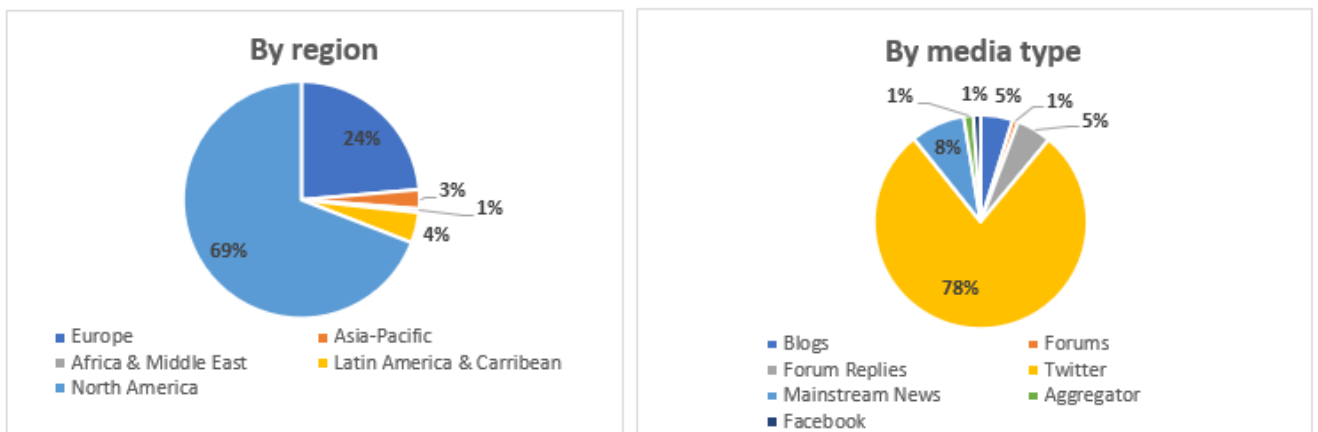 By region
24%
3%
1%
4%
69%
Europe
Asia-Pacific
Africa & Middle East
Latin America & Carribean
North America
By media type
1%
1%
5%
1%
5%
8%
78%
Blogs
Forums
Forum Replies
Twitter
Mainstream News
Aggregator
Facebook